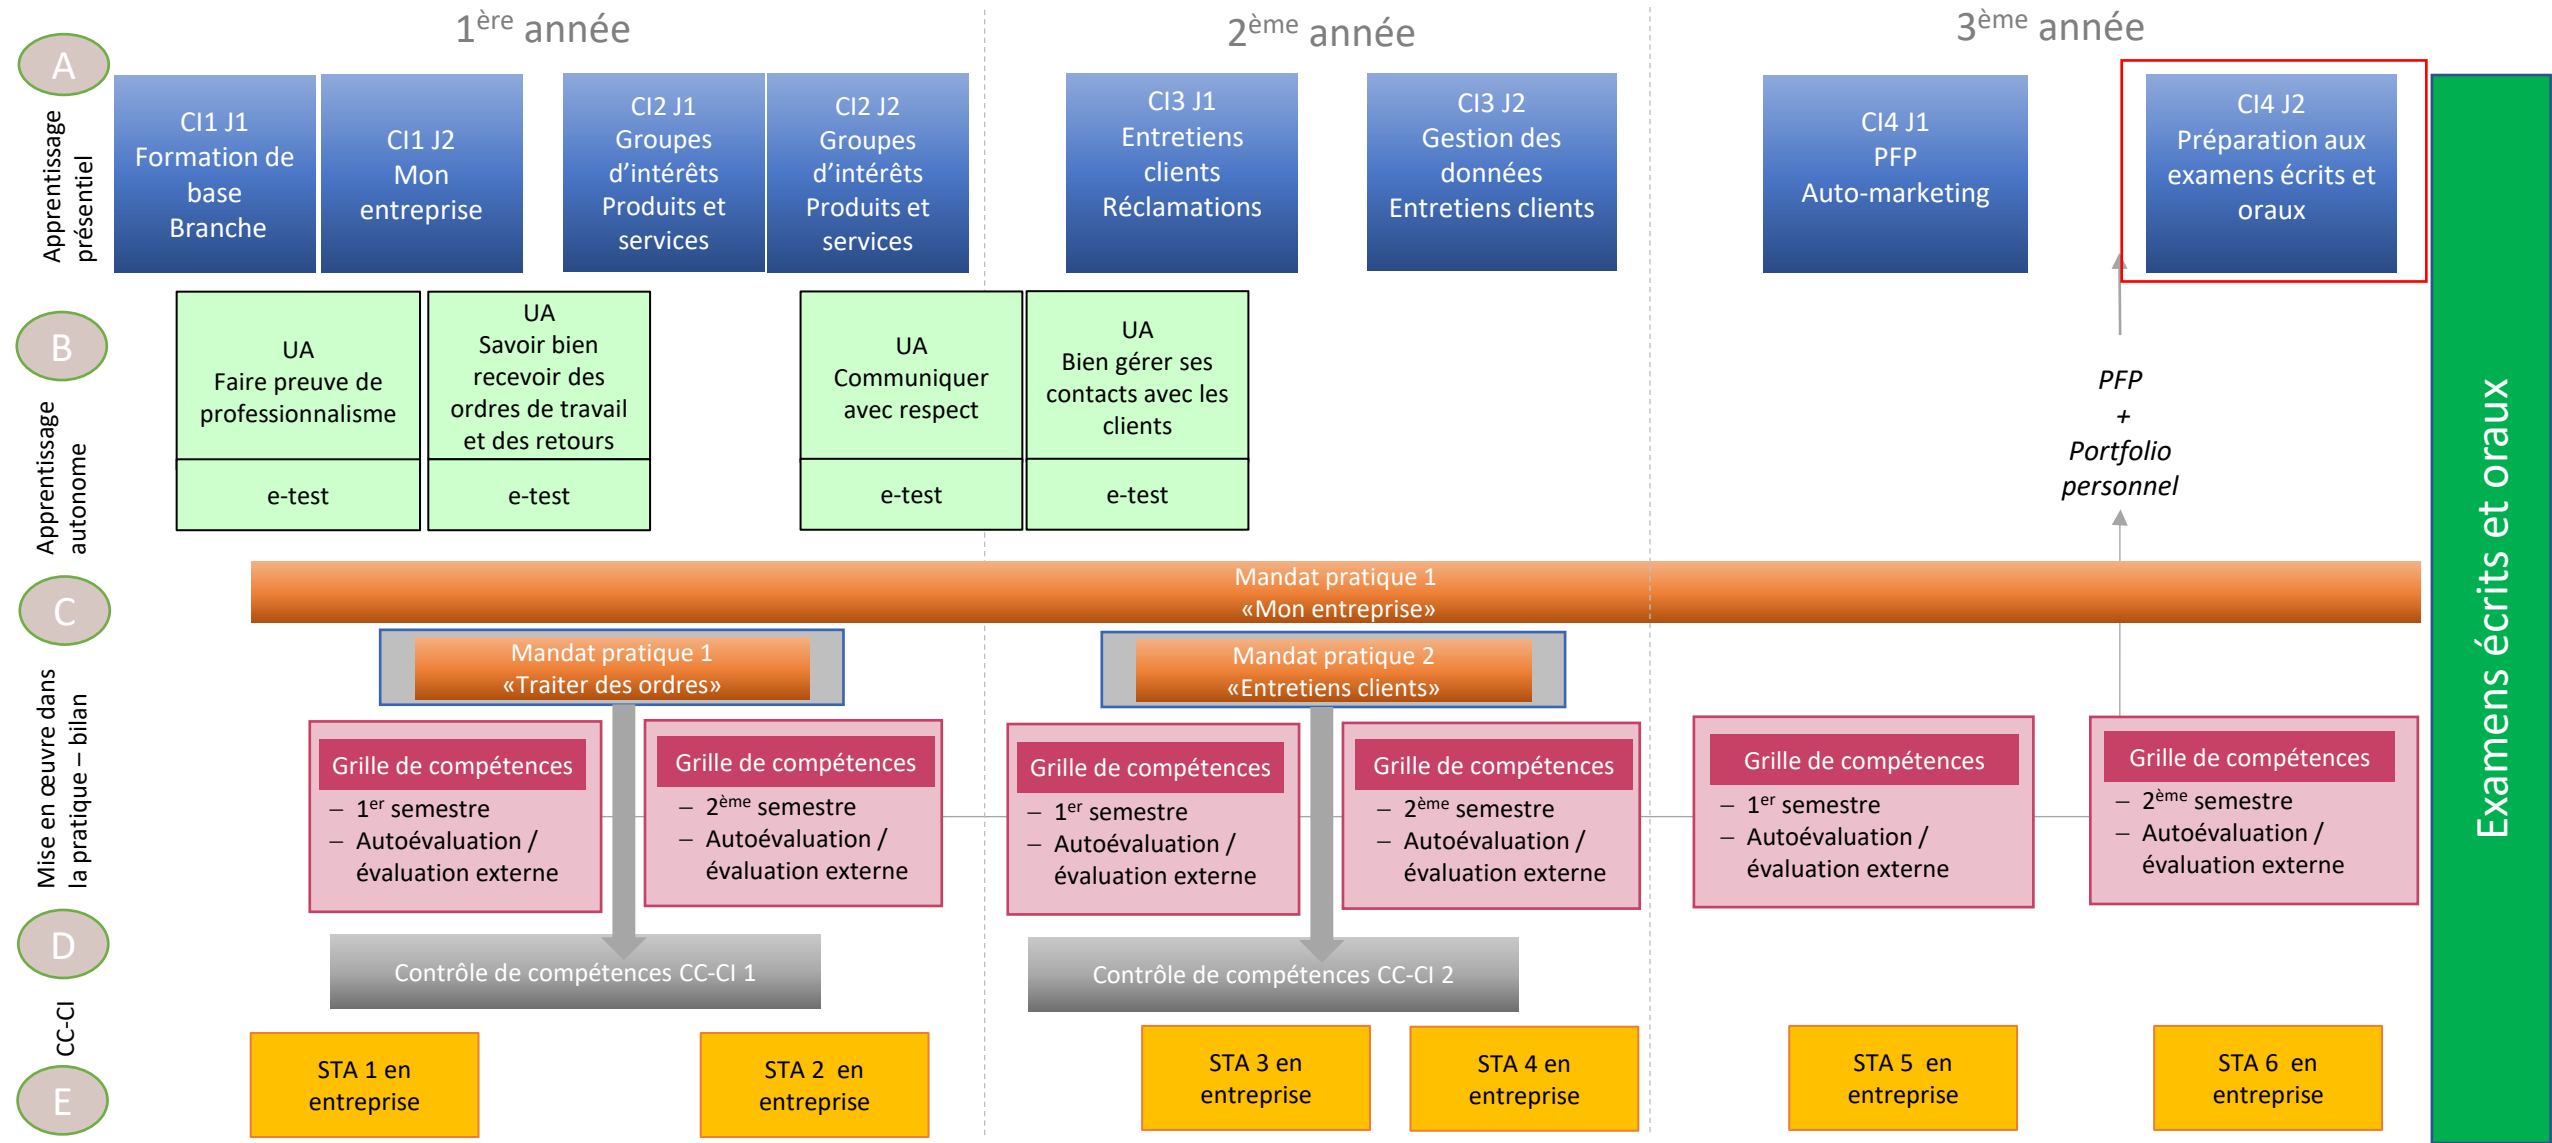 1ère année
2ème année
3ème année
A
Apprentissage
présentiel
CI1 J1
Formation de
base
Branche
CI1 J2
Mon
entreprise
CI2 J1
Groupes
d’intérêts
Produits et
services
CI2 J2
Groupes
d’intérêts
Produits et
services
CI3 J1
Entretiens
clients
Réclamations
CI3 J2
Gestion des
données
Entretiens clients
CI4 J1
PFP
Auto-marketing
CI4 J2
Préparation aux
examens écrits et
oraux
B
Apprentissage
autonome
UA
Faire preuve de
professionnalisme
e-test
UA
Savoir bien
recevoir des
ordres de travail
et des retours
e-test
UA
Communiquer
avec respect
e-test
UA
Bien gérer ses
contacts avec les
clients
e-test
PFP
+
Portfolio
personnel
C
Mise en œuvre dans
la pratique – bilan
Mandat pratique 1
«Mon entreprise»
Mandat pratique 1
«Traiter des ordres»
Mandat pratique 2
«Entretiens clients»
Grille de compétences
– 1er semestre
– Autoévaluation /
évaluation externe
Grille de compétences
– 2ème semestre
– Autoévaluation /
évaluation externe
Grille de compétences
– 1er semestre
– Autoévaluation /
évaluation externe
Grille de compétences
– 2ème semestre
– Autoévaluation /
évaluation externe
Grille de compétences
– 1er semestre
– Autoévaluation /
évaluation externe
Grille de compétences
– 2ème semestre
– Autoévaluation /
évaluation externe
D
CC-CI
Contrôle de compétences CC-CI 1
Contrôle de compétences CC-CI 2
E
STA 1 en
entreprise
STA 2 en
entreprise
STA 3 en
entreprise
STA 4 en
entreprise
STA 5 en
entreprise
STA 6 en
entreprise
Examens écrits et oraux